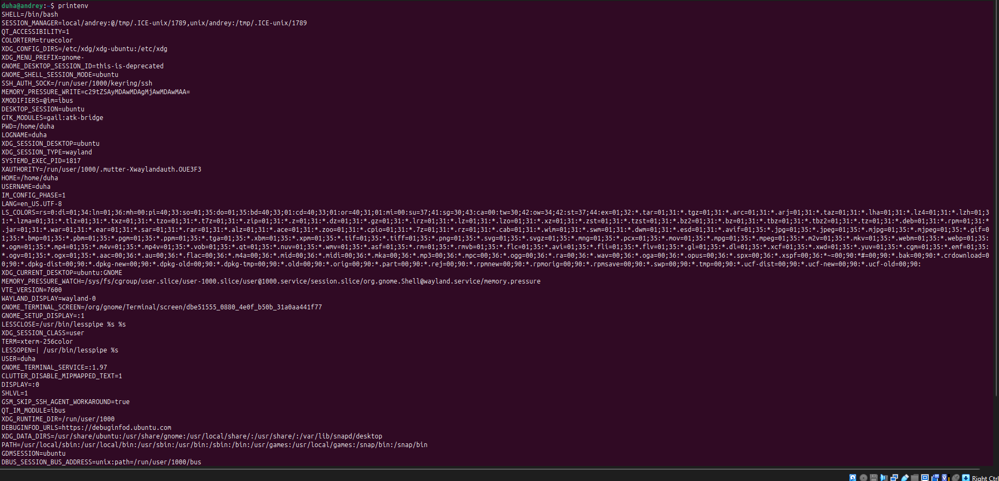 duha@andrey:~$ printenv
SHELL=/bin/bash
SESSION_MANAGER=local/andrey:@/tmp/.ICE-unix/1789,unix/andrey:/tmp/.ICE-unix/1789
QT_ACCESSIBILITY=1
COLORTERM=truecolor
XDG_CONFIG_DIRS=/etc/xdg/xdg-ubuntu:/etc/xdg
XDG_MENU_PREFIX=gnome-
GNOME_DESKTOP_SESSION_ID=this-is-deprecated
GNOME_SHELL_SESSION_MODE=ubuntu
SSH_AUTH_SOCK=/run/user/1000/keyring/ssh
MEMORY_PRESSURE_WRITE=c29tZSAyMDAwMDAgMjAwMDAwMAA=
XMODIFIERS=@im=ibus
DESKTOP_SESSION=ubuntu
GTK_MODULES=gail:atk-bridge
PWD=/home/duha
LOGNAME=duha
XDG_SESSION_DESKTOP=ubuntu
XDG_SESSION_TYPE=wayland
SYSTEMD_EXEC_PID=1817
XAUTHORITY=/run/user/1000/.mutter-Xwaylandauth.OUE3F3
HOME=/home/duha
USERNAME=duha
IM_CONFIG_PHASE=1
LANG=en_US.UTF-8
LS_COLORS=rs=0:di=01;34:ln=01;36:mh=00:pi=40;33:so=01;35:do=01;35:bd=40;33;01:cd=40;33;01:or=40;31;01:mi=00:su=37;41:sg=30;43:ca=00:tw=30;42:ow=34;42:st=37;44:ex=01;32:*.tar=01;31:*.tgz=01;31:*.arc=01;31:*.arj=01;31:*.taz=01;31:*.lha=01;31:*.lz4=01;31:*.lzh=01;3
1:*.lzma=01;31:*.tlz=01;31:*.txz=01;31:*.tzo=01;31:*.t7z=01;31:*.zip=01;31:*.z=01;31:*.dz=01;31:*.gz=01;31:*.lrz=01;31:*.lz=01;31:*.lzo=01;31:*.xz=01;31:*.zst=01;31:*.tzst=01;31:*.bz2=01;31:*.bz=01;31:*.tbz=01;31:*.tbz2=01;31:*.tz=01;31:*.deb=01;31:*.rpm=01;31:*
.jar=01;31:*.war=01;31:*.ear=01;31:*.sar=01;31:*.rar=01;31:*.alz=01;31:*.ace=01;31:*.zoo=01;31:*.cpio=01;31:*.7z=01;31:*.rz=01;31:*.cab=01;31:*.wim=01;31:*.swm=01;31:*.dwm=01;31:*.esd=01;31:*.avif=01;35:*.jpg=01;35:*.jpeg=01;35:*.mjpg=01;35:*.mjpeg=01;35:*.gif=0
1;35:*.bmp=01;35:*.pbm=01;35:*.pgm=01;35:*.ppm=01;35:*.tga=01;35:*.xbm=01;35:*.xpm=01;35:*.tif=01;35:*.tiff=01;35:*.png=01;35:*.svg=01;35:*.svgz=01;35:*.mng=01;35:*.pcx=01;35:*.mov=01;35:*.mpg=01;35:*.mpeg=01;35:*.m2v=01;35:*.mkv=01;35:*.webm=01;35:*.webp=01;35:
*.ogm=01;35:*.mp4=01;35:*.m4v=01;35:*.mp4v=01;35:*.vob=01;35:*.qt=01;35:*.nuv=01;35:*.wmv=01;35:*.asf=01;35:*.rm=01;35:*.rmvb=01;35:*.flc=01;35:*.avi=01;35:*.fli=01;35:*.flv=01;35:*.gl=01;35:*.dl=01;35:*.xcf=01;35:*.xwd=01;35:*.yuv=01;35:*.cgm=01;35:*.emf=01;35:
*.ogv=01;35:*.ogx=01;35:*.aac=00;36:*.au=00;36:*.flac=00;36:*.m4a=00;36:*.mid=00;36:*.midi=00;36:*.mka=00;36:*.mp3=00;36:*.mpc=00;36:*.ogg=00;36:*.ra=00;36:*.wav=00;36:*.oga=00;36:*.opus=00;36:*.spx=00;36:*.xspf=00;36:*~=00;90:*#=00;90:*.bak=00;90:*.crdownload=0
0;90:*.dpkg-dist=00;90:*.dpkg-new=00;90:*.dpkg-old=00;90:*.dpkg-tmp=00;90:*.old=00;90:*.orig=00;90:*.part=00;90:*.rej=00;90:*.rpmnew=00;90:*.rpmorig=00;90:*.rpmsave=00;90:*.swp=00;90:*.tmp=00;90:*.ucf-dist=00;90:*.ucf-new=00;90:*.ucf-old=00;90:
XDG_CURRENT_DESKTOP=ubuntu:GNOME
MEMORY_PRESSURE_WATCH=/sys/fs/cgroup/user.slice/user-1000.slice/user@1000.service/session.slice/org.gnome.Shell@wayland.service/memory.pressure
VTE_VERSION=7600
WAYLAND_DISPLAY=wayland-0
GNOME_TERMINAL_SCREEN=/org/gnome/Terminal/screen/dbe51555_0880_4e0f_b50b_31a0aa441f77
GNOME_SETUP_DISPLAY=:1
LESSCLOSE=/usr/bin/lesspipe %s %s
XDG_SESSION_CLASS=user
TERM=xterm-256color
LESSOPEN=| /usr/bin/lesspipe %s
USER=duha
GNOME_TERMINAL_SERVICE=:1.97
CLUTTER_DISABLE_MIPMAPPED_TEXT=1
DISPLAY=:0
SHLVL=1
GSM_SKIP_SSH_AGENT_WORKAROUND=true
QT_IM_MODULE=ibus
XDG_RUNTIME_DIR=/run/user/1000
DEBUGINFOD_URLS=https://debuginfod.ubuntu.com
XDG_DATA_DIRS=/usr/share/ubuntu:/usr/share/gnome:/usr/local/share/:/usr/share/:/var/lib/snapd/desktop
PATH=/usr/local/sbin:/usr/local/bin:/usr/sbin:/usr/bin:/sbin:/bin:/usr/games:/usr/local/games:/snap/bin:/snap/bin
GDMSESSION=ubuntu
DBUS_SESSION_BUS_ADDRESS=unix:path=/run/user/1000/bus
Right Ctrl